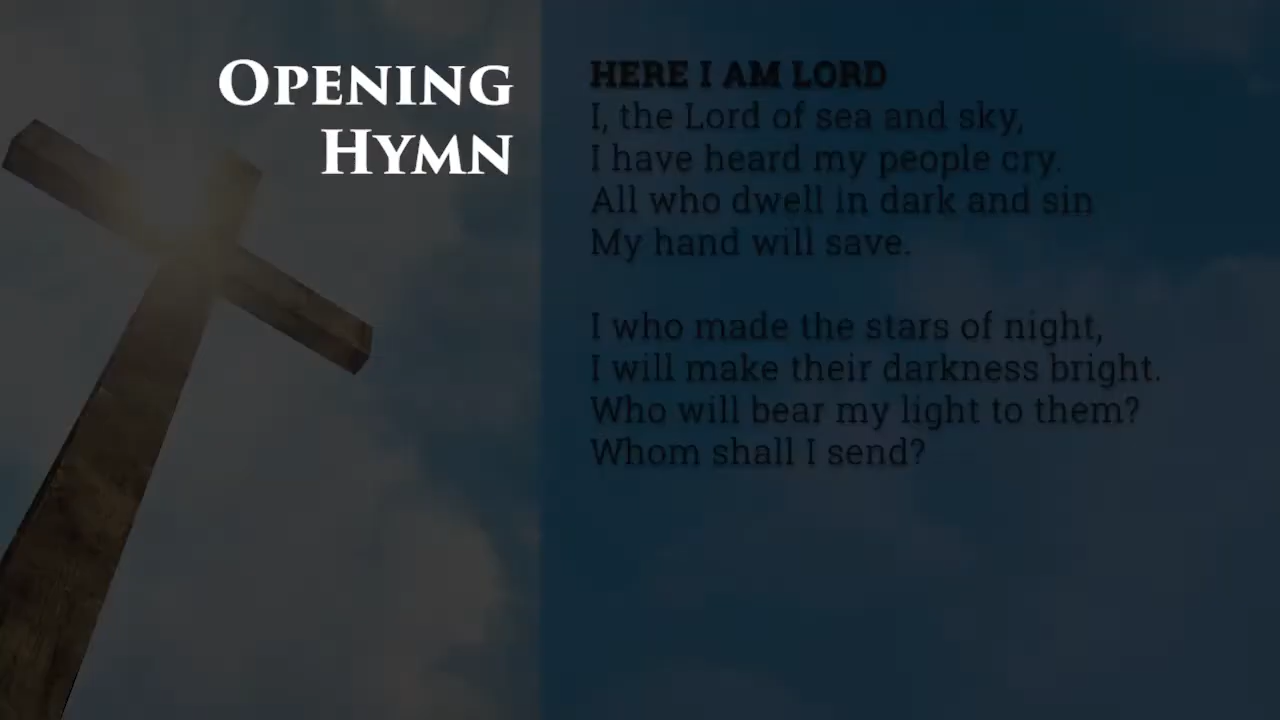 OPENING
HYMN
HERE I AM LORD
I, the Lord of sea and sky,
I have heard my people cry.
All who dwell in dark and sin
My hand will save.
I who made the stars of night,
I will make their darkness bright.
Who will bear my light to them?
Whom shall I send?